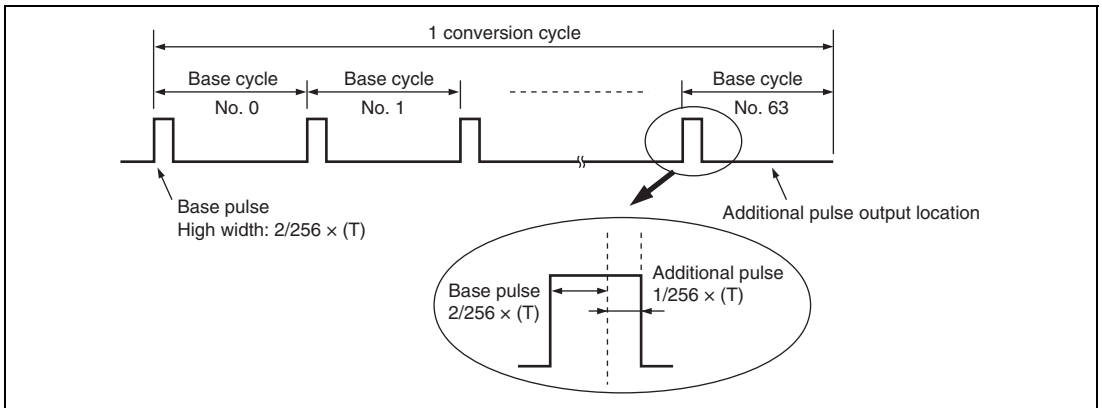 1 conversion cycle
Base cycle
No. 0
Base cycle
No. 1
Base cycle
No. 63
Base pulse
High width: 2/256 × (T)
Additional pulse output location
Base pulse
2/256 × (T)
Additional pulse
1/256 × (T)